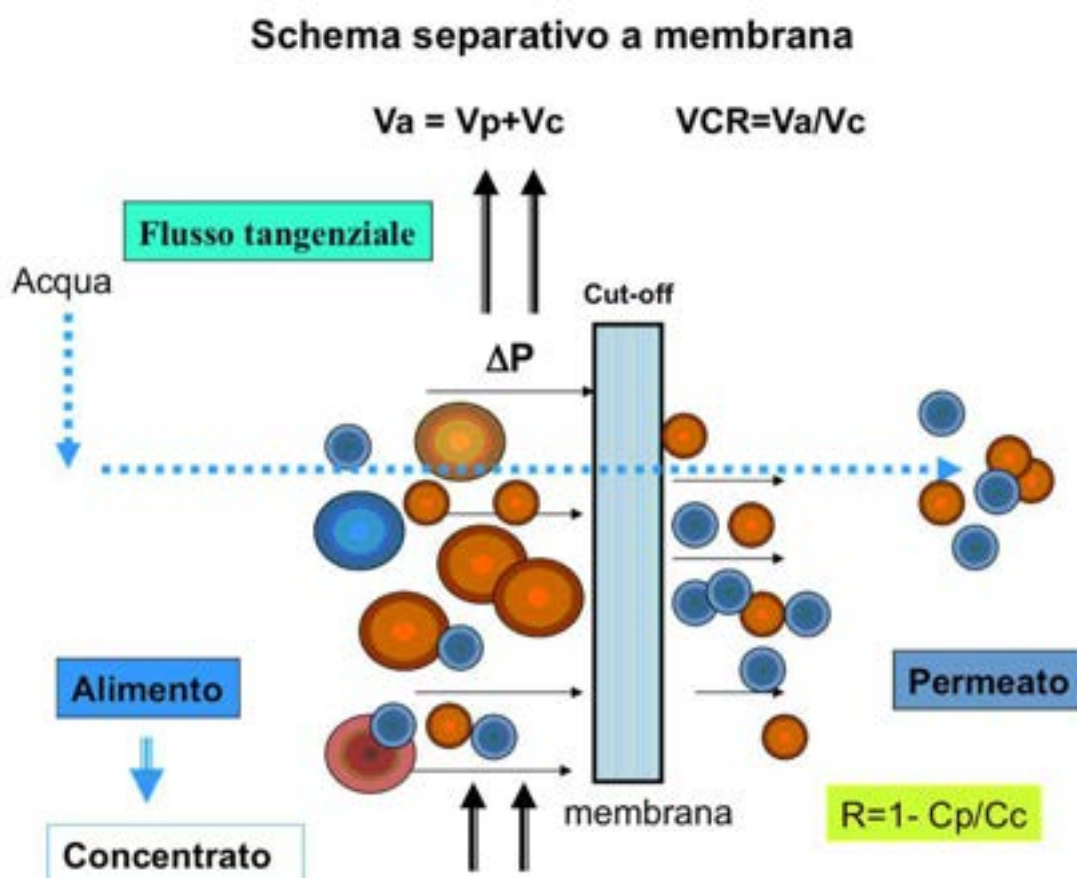 Schema separativo a membrana
Va = Vp+Vc
VCR=Va/Vc
Flusso tangenziale
Acqua
Cut-off
ΔP
Alimento
Permeato
membrana
R=1- Cp/Cc
Concentrato